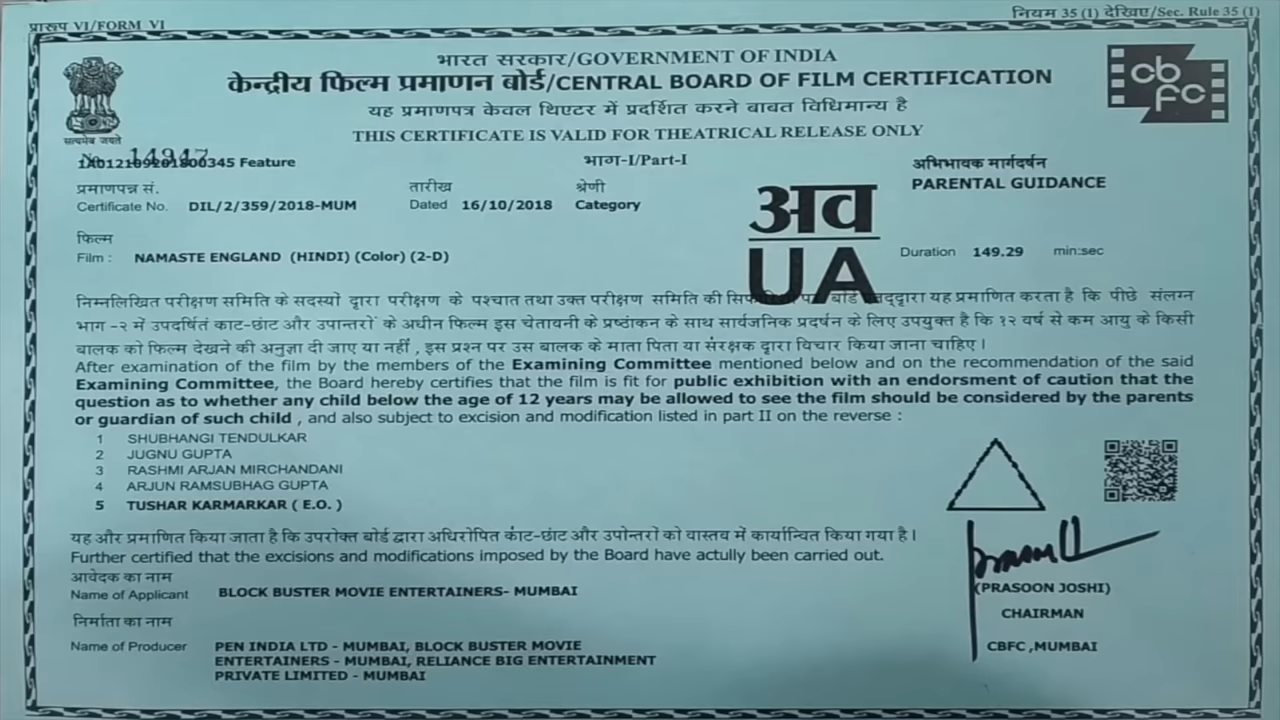 प्रारूप VI/FORM VI
नियम 35 (1) देखिए/Sec. Rule 35 (1)
भारत सरकार/GOVERNMENT OF INDIA
केन्द्रीय फिल्म प्रमाणन बोर्ड/CENTRAL BOARD OF FILM CERTIFICATION
cb
fc
यह प्रमाणपत्र केवल थिएटर में प्रदर्शित करने बावत विधिमान्य है
THIS CERTIFICATE IS VALID FOR THEATRICAL RELEASE ONLY
सत्यमेव जयते
No. 14947
Feature
भाग-I/Part-I
अभिभावक मार्गदर्षन
PARENTAL GUIDANCE
प्रमाणपत्र सं. तारीख श्रेणी
Certificate No. DIL/2/359/2018-MUM Dated 16/10/2018 Category
अव
UA
फिल्म
Film : NAMASTE ENGLAND (HINDI) (Color) (2-D)
Duration 149.29 min:sec
निम्नलिखित परीक्षण समिति के सदस्यों द्वारा परीक्षण के पश्चात तथा उक्त परीक्षण समिति की यह प्रमाणित करता है कि पीछे संलग्न
भाग -२ में उपदर्षित काट-छांट और उपान्तरों के अधीन फिल्म इस चेतावनी के प्रष्ठांकन के साथ सार्वजनिक प्रदर्षन के लिए उपयुक्त है कि १२ वर्ष से कम आयु के किसी
बालक को फिल्म देखने की अनुज्ञा दी जाए या नहीं , इस प्रश्न पर उस बालक के माता पिता या संरक्षक द्वारा विचार किया जाना चाहिए ।
After examination of the film by the members of the Examining Committee mentioned below and on the recommendation of the said
Examining Committee, the Board hereby certifies that the film is fit for public exhibition with an endorsment of caution that the
question as to whether any child below the age of 12 years may be allowed to see the film should be considered by the parents
or guardian of such child , and also subject to excision and modification listed in part II on the reverse :
1 SHUBHANGI TENDULKAR
2 JUGNU GUPTA
3 RASHMI ARJAN MIRCHANDANI
4 ARJUN RAMSUBHAG GUPTA
5 TUSHAR KARMARKAR ( E.O. )
यह और प्रमाणित किया जाता है कि उपरोक्त बोर्ड द्वारा अधिरोपित कांट-छांट और उपोन्तरों को वास्तव में कार्यान्वित किया गया है ।
Further certified that the excisions and modifications imposed by the Board have actully been carried out.
आवेदक का नाम
Name of Applicant BLOCK BUSTER MOVIE ENTERTAINERS- MUMBAI
निर्माता का नाम
Name of Producer PEN INDIA LTD - MUMBAI, BLOCK BUSTER MOVIE
ENTERTAINERS - MUMBAI, RELIANCE BIG ENTERTAINMENT
PRIVATE LIMITED - MUMBAI
(PRASOON JOSHI)
CHAIRMAN
CBFC ,MUMBAI